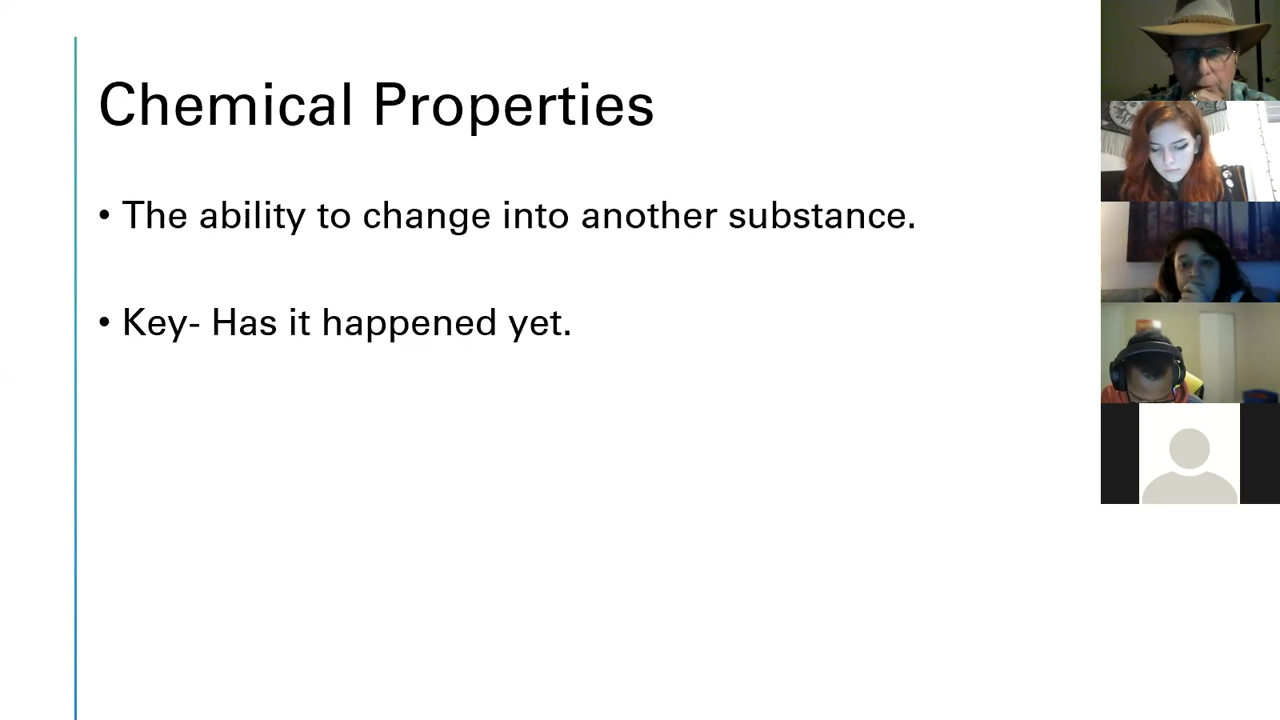 Chemical Properties
• The ability to change into another substance.
• Key- Has it happened yet.